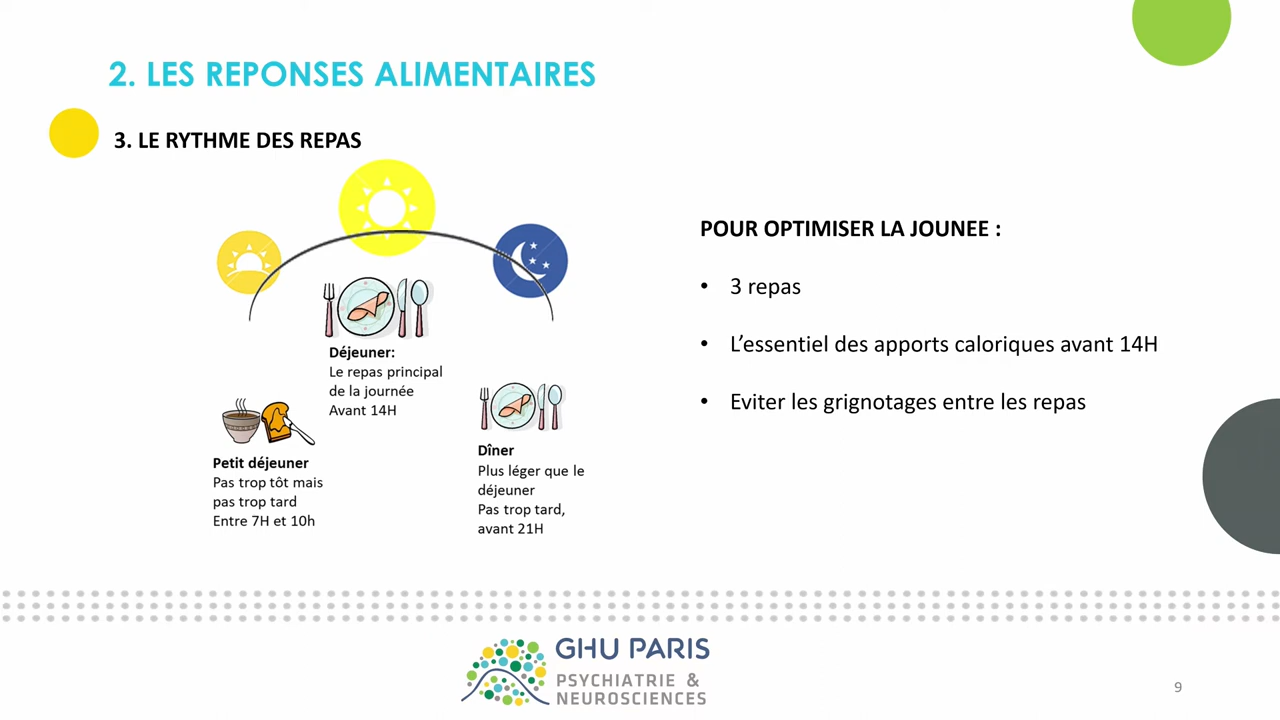 2. LES REPONSES ALIMENTAIRES
3. LE RYTHME DES REPAS
Déjeuner:
Le repas principal
de la journée
Avant 14H
Petit déjeuner
Pas trop tôt mais
pas trop tard
Entre 7H et 10h
Dîner
Plus léger que le
déjeuner
Pas trop tard,
avant 21H
POUR OPTIMISER LA JOUNEE :
• 3 repas
• L’essentiel des apports caloriques avant 14H
• Eviter les grignotages entre les repas
GHU PARIS
PSYCHIATRIE &
NEUROSCIENCES
9